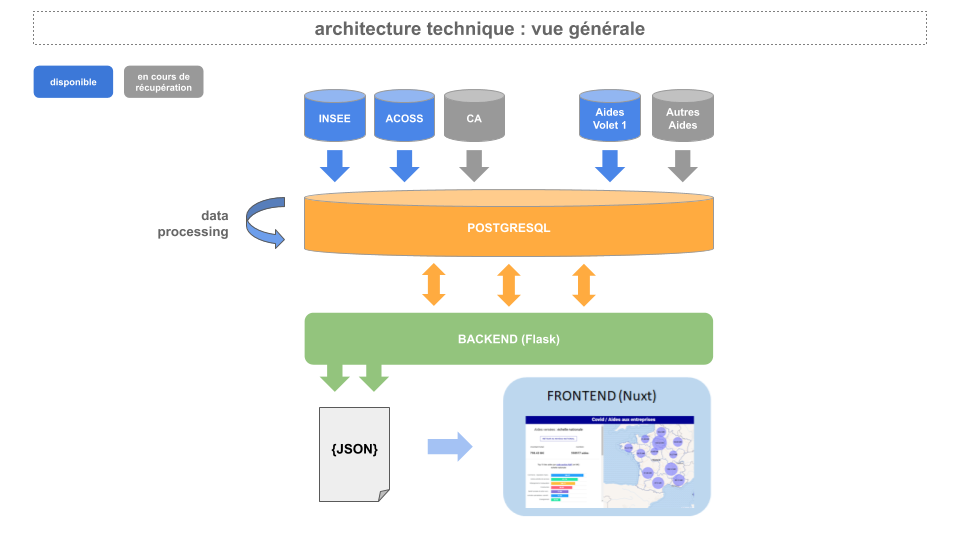 architecture technique : vue générale
disponible
en cours de
récupération
INSEE
ACOSS
CA
Aides
Volet 1
Autres
Aides
data
processing
POSTGRESQL
BACKEND (Flask)
{JSON}
FRONTEND (Nuxt)
Covid / Aides aux entreprises